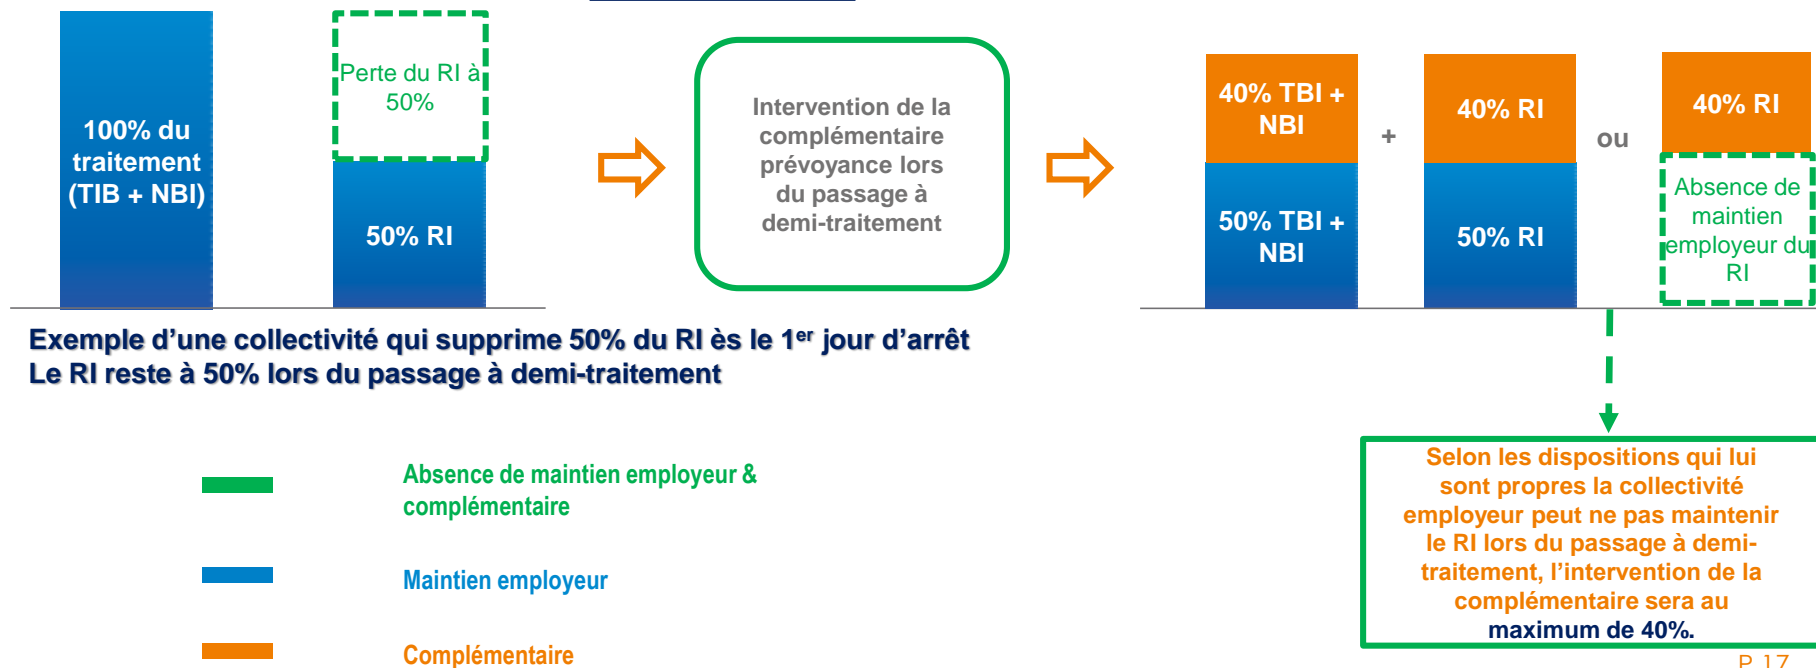 100% du
traitement
(TIB + NBI)
Perte du RI à
50%
50% RI
Intervention de la
complémentaire
prévoyance lors
du passage à
demi-traitement
40% TBI +
NBI
50% TBI +
NBI
+
40% RI
50% RI
ou
40% RI
Absence de
maintien
employeur du
RI
Exemple d’une collectivité qui supprime 50% du RI ès le 1er jour d’arrêt
Le RI reste à 50% lors du passage à demi-traitement
Absence de maintien employeur &
complémentaire
Maintien employeur
Complémentaire
Selon les dispositions qui lui
sont propres la collectivité
employeur peut ne pas maintenir
le RI lors du passage à demi-
traitement, l’intervention de la
complémentaire sera au
maximum de 40%.
P 17